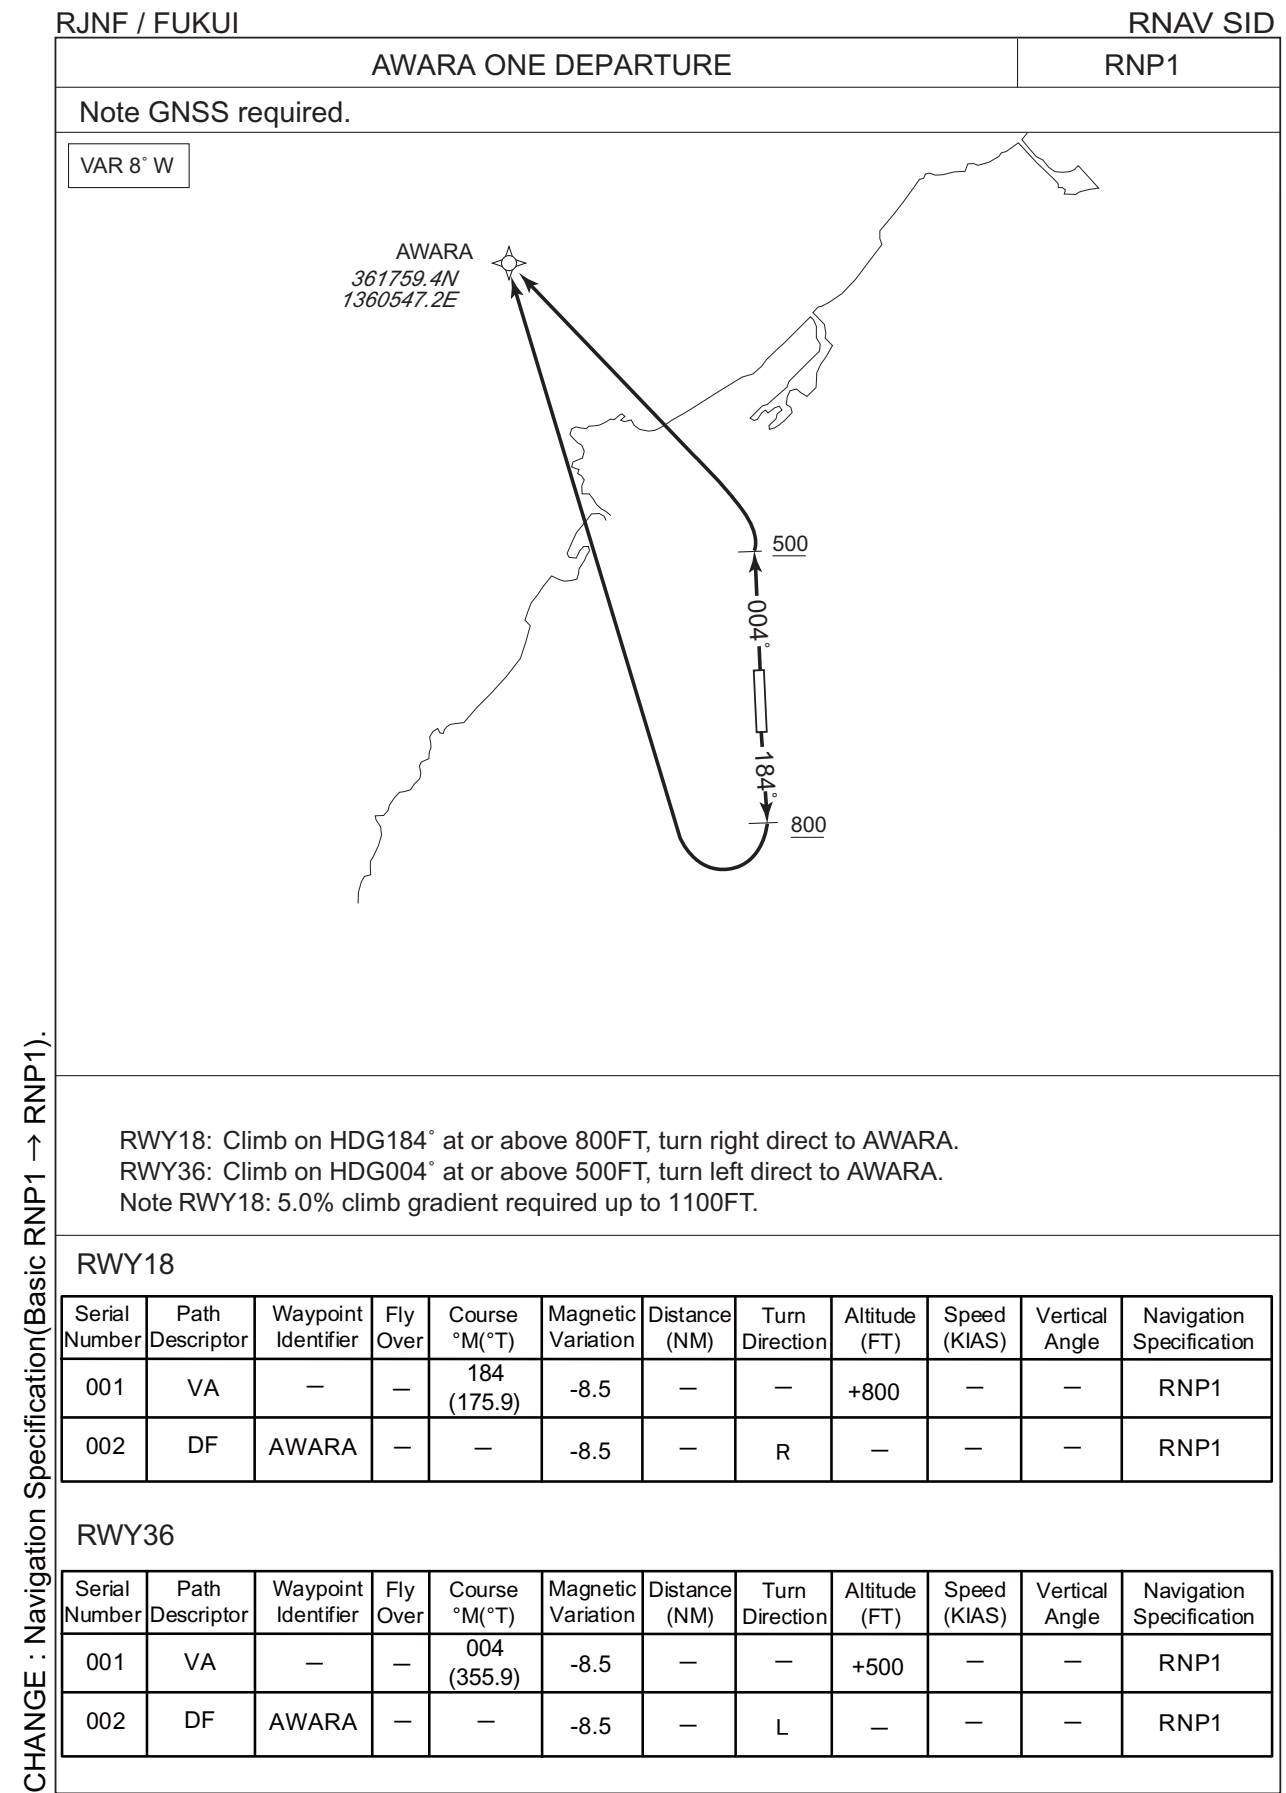 RJNF / FUKUI
RNAV SID
AWARA ONE DEPARTURE
RNP1
Note GNSS required.
VAR 8˚ W
AWARA
361759.4N
1360547.2E
500
004˚
184˚
800
RWY18: Climb on HDG184˚ at or above 800FT, turn right direct to AWARA.
RWY36: Climb on HDG004˚ at or above 500FT, turn left direct to AWARA.
Note RWY18: 5.0% climb gradient required up to 1100FT.
RWY18
Serial Number Path Descriptor Waypoint Identifier Fly Over Course °M(°T) Magnetic Variation Distance (NM) Turn Direction Altitude (FT) Speed (KIAS) Vertical Angle Navigation Specification
001 VA — — 184 (175.9) -8.5 — — +800 — — RNP1
002 DF AWARA — — -8.5 — R — — — RNP1
RWY36
Serial Number Path Descriptor Waypoint Identifier Fly Over Course °M(°T) Magnetic Variation Distance (NM) Turn Direction Altitude (FT) Speed (KIAS) Vertical Angle Navigation Specification
001 VA — — 004 (355.9) -8.5 — — +500 — — RNP1
002 DF AWARA — — -8.5 — L — — — RNP1
CHANGE : Navigation Specification(Basic RNP1 → RNP1).